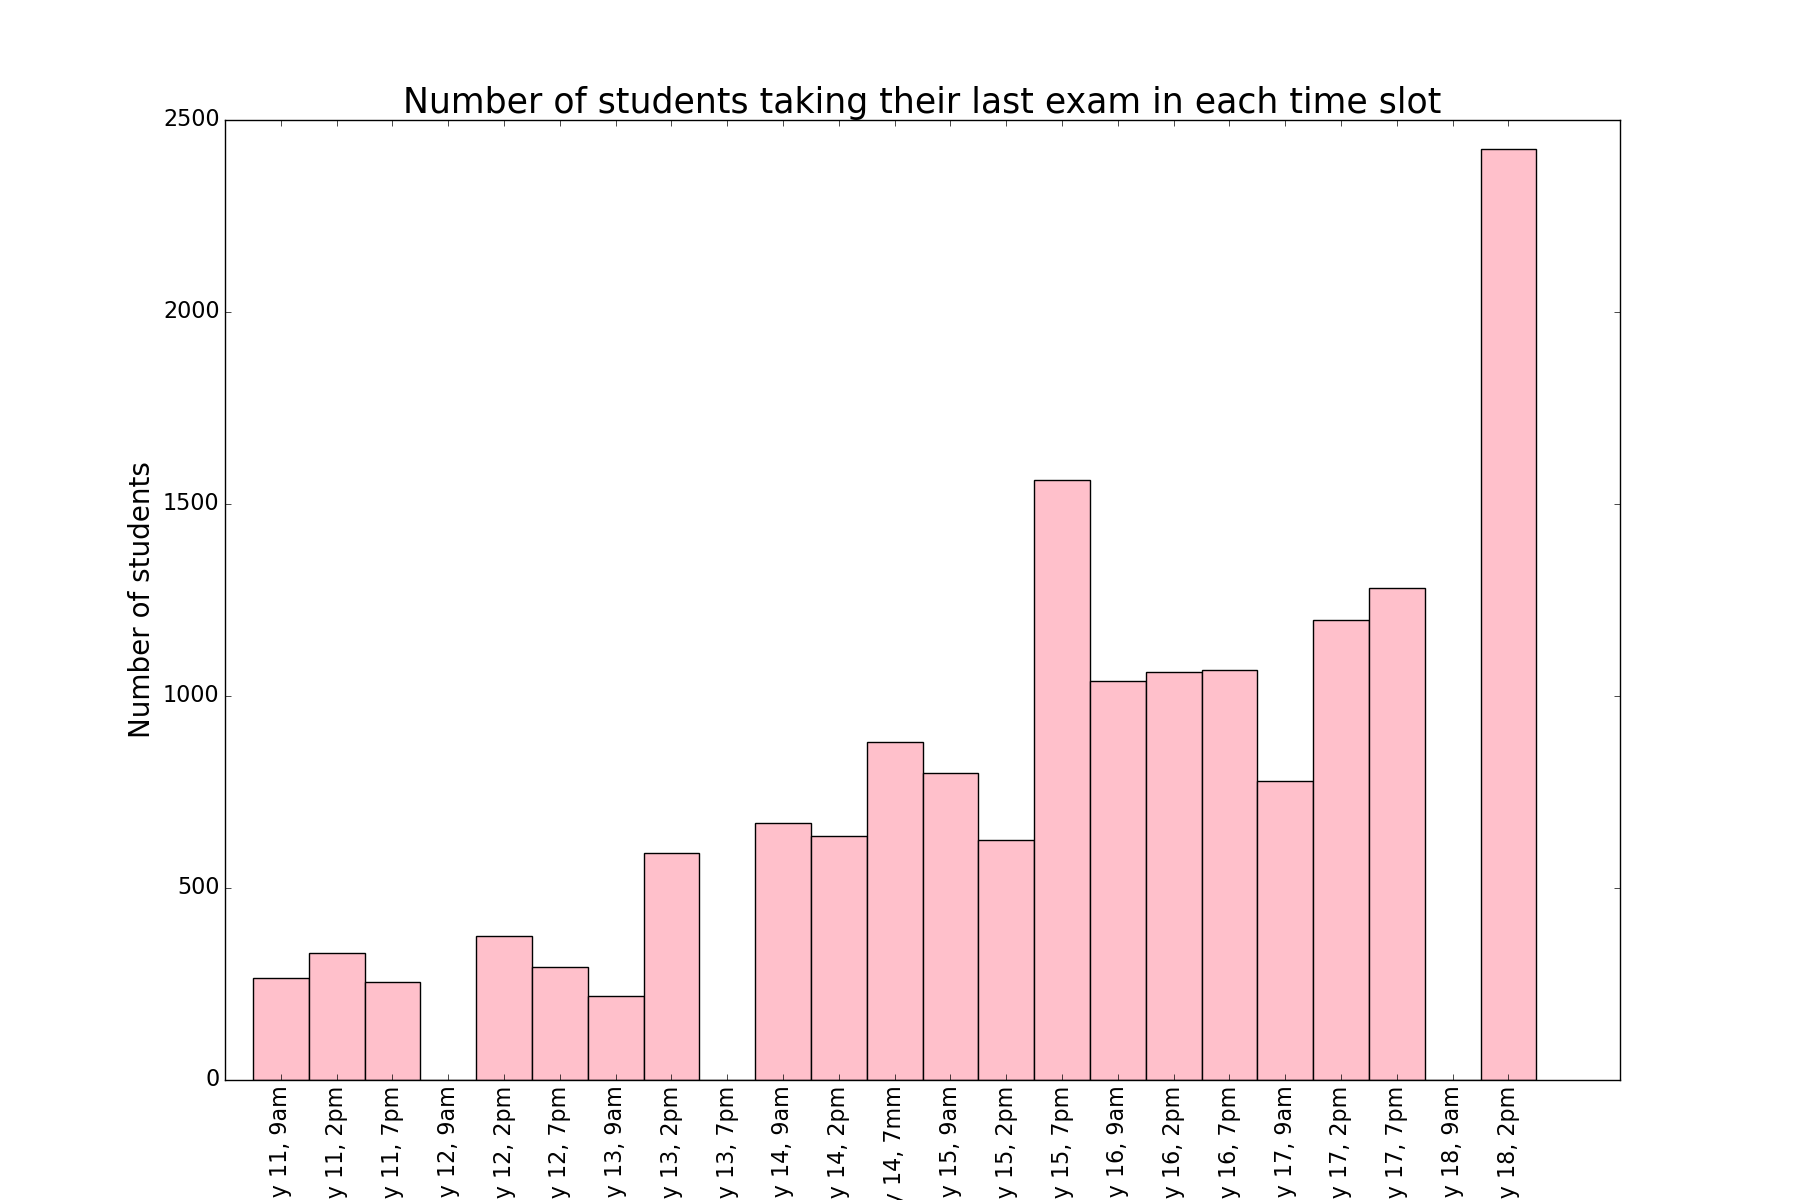 Number of students taking their last exam in each time slot
Number of students
2500
2000
1500
1000
500
0
y 11, 9am
y 11, 2pm
y 11, 7pm
y 12, 9am
y 12, 2pm
y 12, 7pm
y 13, 9am
y 13, 2pm
y 13, 7pm
y 14, 9am
y 14, 2pm
y 14, 7mm
y 15, 9am
y 15, 2pm
y 15, 7pm
y 16, 9am
y 16, 2pm
y 16, 7pm
y 17, 9am
y 17, 2pm
y 17, 7pm
y 18, 9am
y 18, 2pm